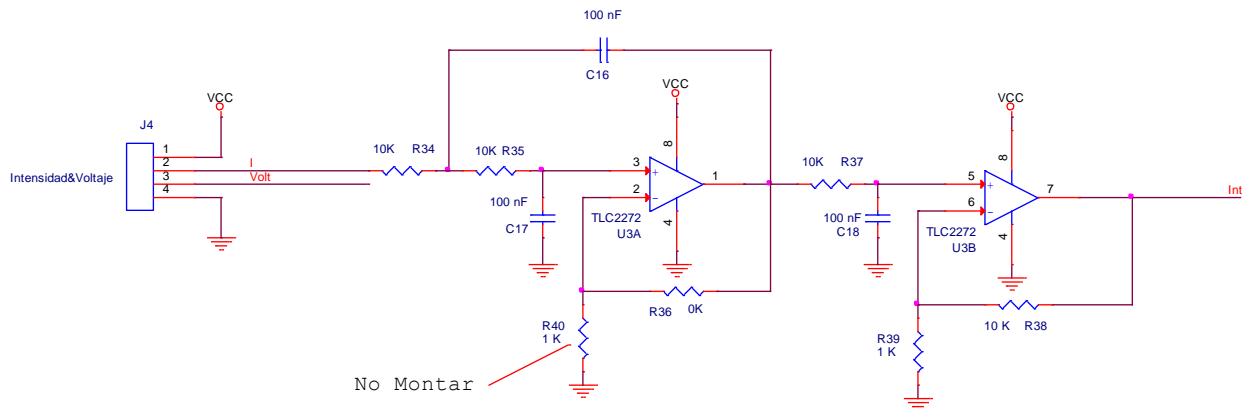 100 nF
C16
VCC
VCC
VCC
J4
1
2
3
4
I
Volt
Intensidad&Voltaje
10K R34
10K R35
10K R37
3
2
+
−
8
1
4
TLC2272
U3A
100 nF
C17
5
6
+
−
8
7
4
Int
TLC2272
U3B
100 nF
C18
R36
0K
10 K R38
R40
1 K
R39
1 K
No Montar